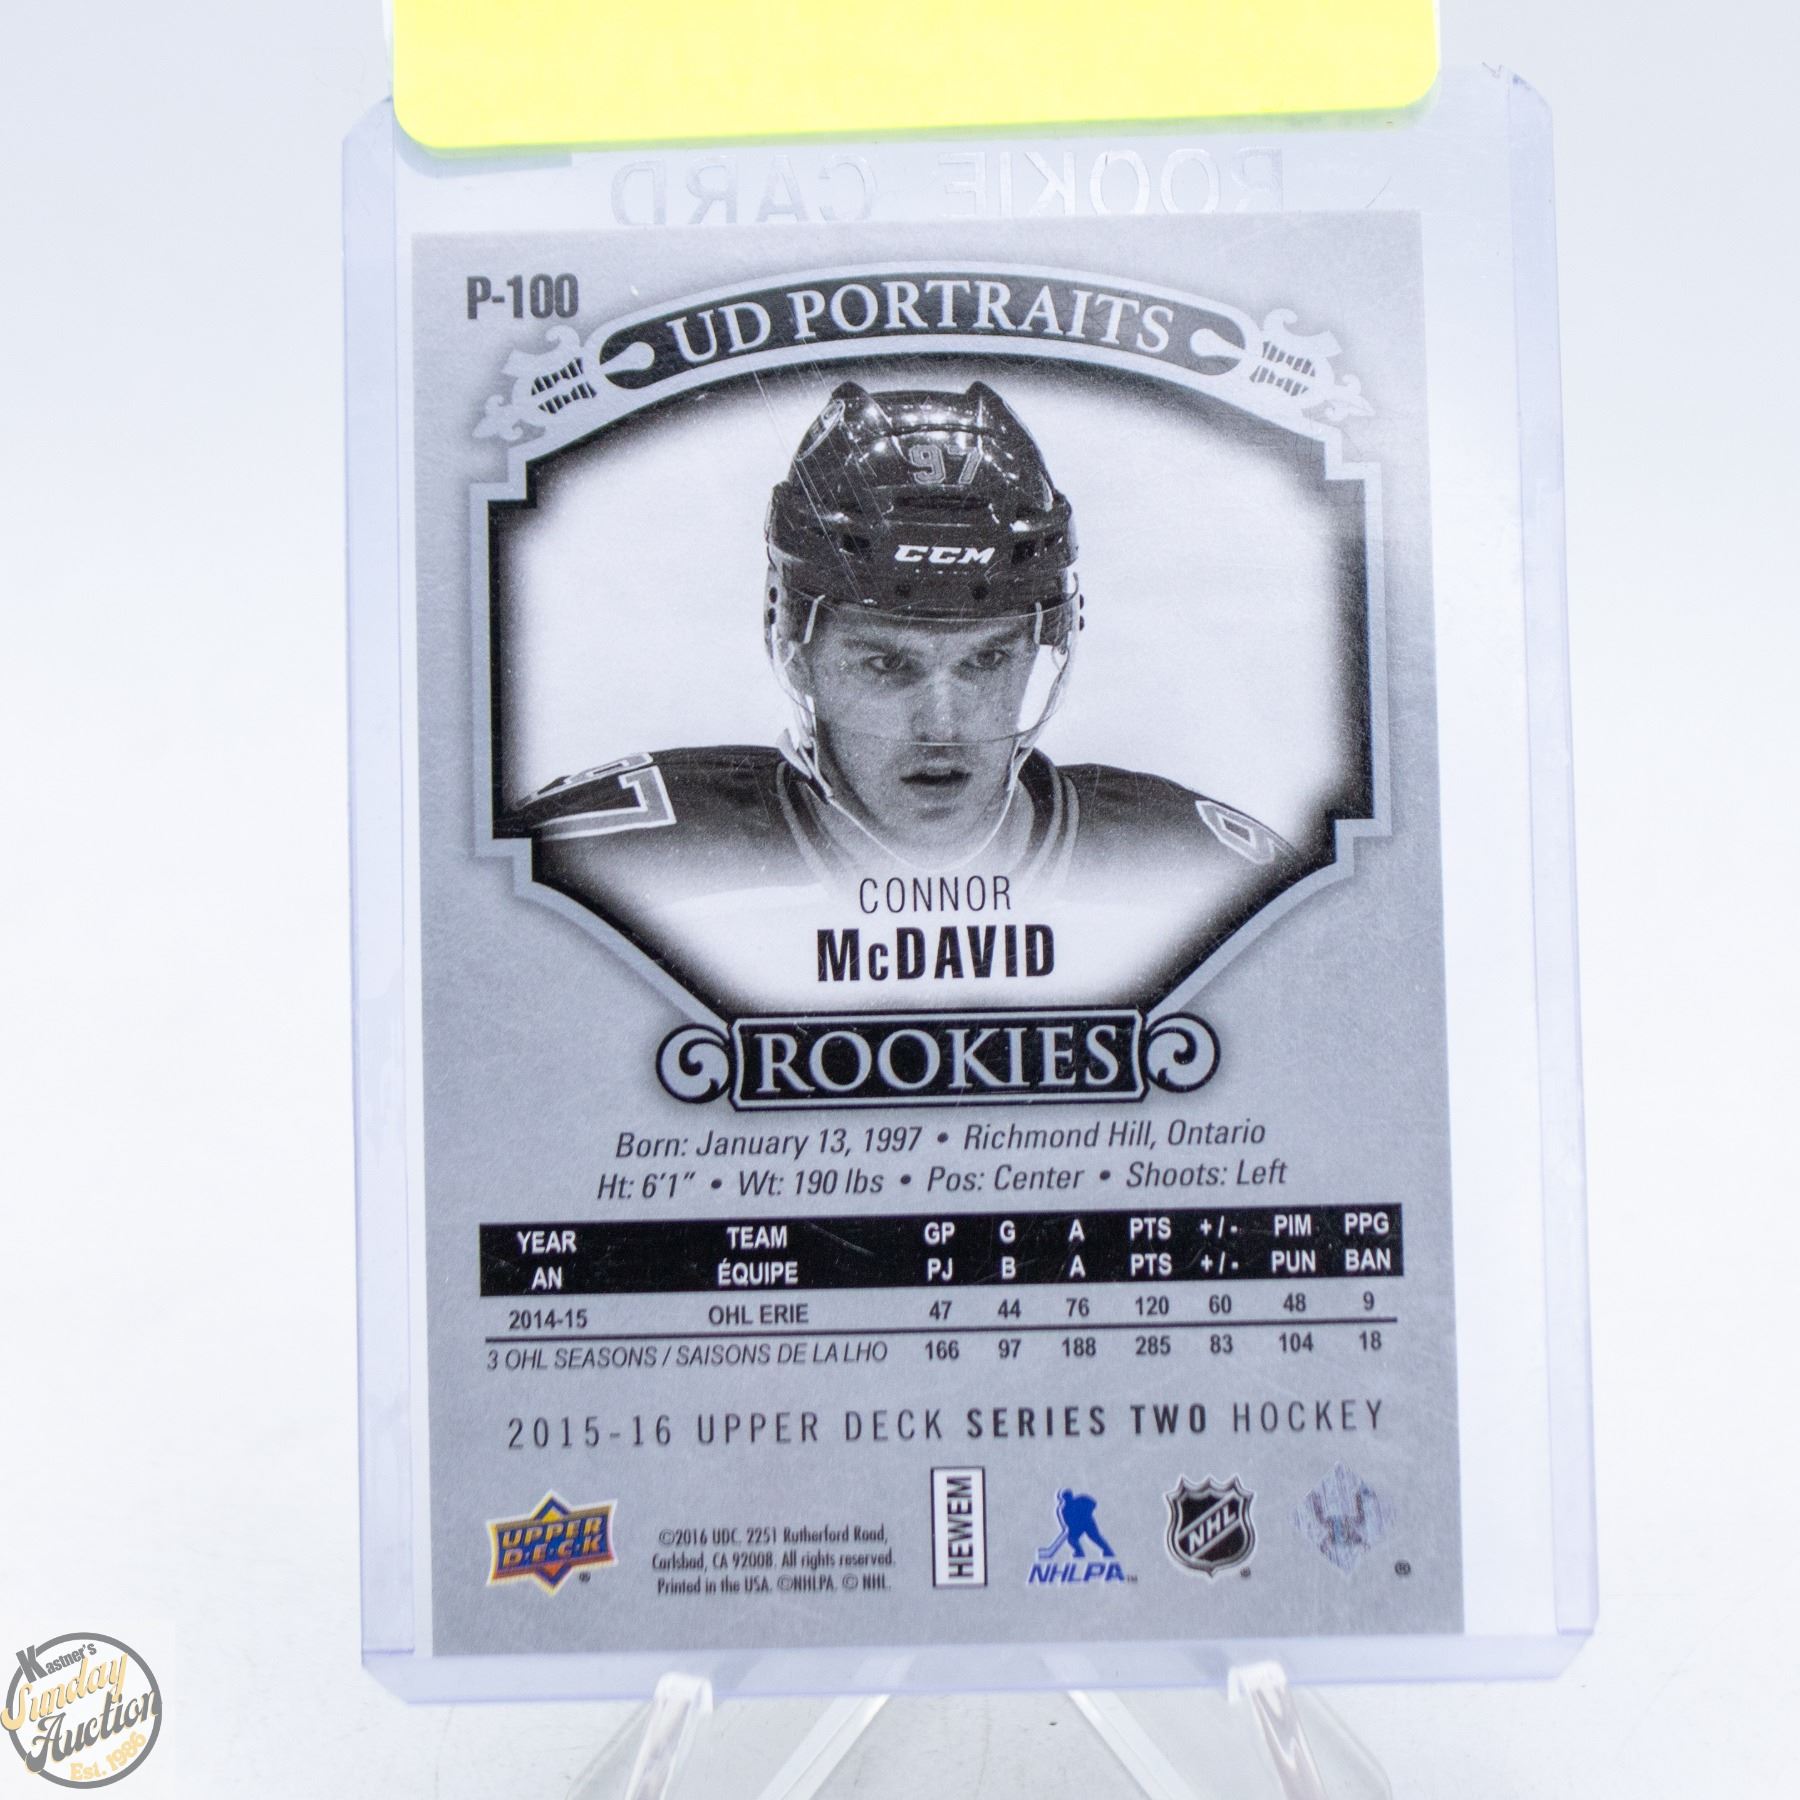 ROOKIE CARD
P-100
UD PORTRAITS
97
CCM
CONNOR
McDAVID
ROOKIES
Born: January 13, 1997 • Richmond Hill, Ontario
Ht: 6'1" • Wt: 190 lbs • Pos: Center • Shoots: Left
YEAR TEAM GP G A PTS +/- PIM PPG
AN ÉQUIPE PJ B A PTS +/- PUN BAN
2014-15 OHL ERIE 47 44 76 120 60 48 9
3 OHL SEASONS / SAISONS DE LA LHO 166 97 188 285 83 104 18
2015-16 UPPER DECK SERIES TWO HOCKEY
UPPER
D·E·C·K
©2016 UDC. 2251 Rutherford Road,
Carlsbad, CA 92008. All rights reserved.
Printed in the USA. ©NHLPA. © NHL.
HEWEM
NHLPA™
NHL
®
Kastner's
Sunday
Auction
Est. 1986